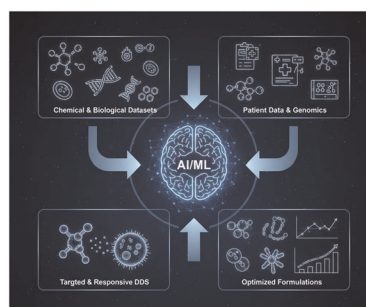 Chemical & Biological Datasets
Patient Data & Genomics
AI/ML
Targted & Responsive DDS
Optimized Formulations